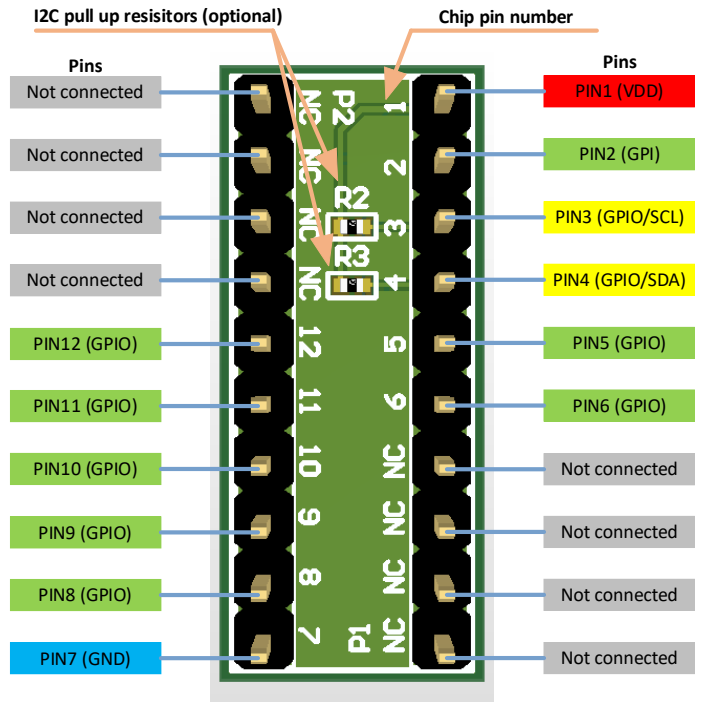 I2C pull up resisitors (optional)
Chip pin number
Pins
Not connected
Not connected
Not connected
Not connected
PIN12 (GPIO)
PIN11 (GPIO)
PIN10 (GPIO)
PIN9 (GPIO)
PIN8 (GPIO)
PIN7 (GND)
NC
NC
NC
NC
12
11
10
9
8
7
P2
R2
R3
P1
1
2
3
4
5
6
NC
NC
NC
NC
Pins
PIN1 (VDD)
PIN2 (GPI)
PIN3 (GPIO/SCL)
PIN4 (GPIO/SDA)
PIN5 (GPIO)
PIN6 (GPIO)
Not connected
Not connected
Not connected
Not connected